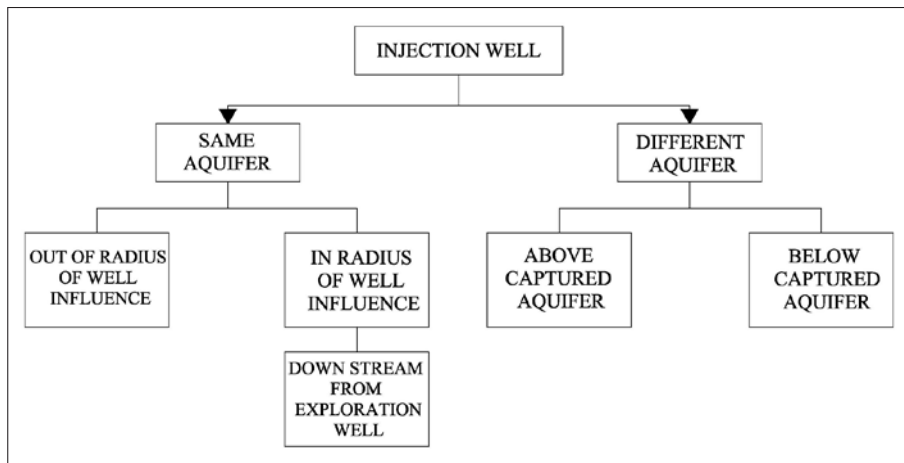 INJECTION WELL
SAME
AQUIFER
DIFFERENT
AQUIFER
OUT OF RADIUS
OF WELL
INFLUENCE
IN RADIUS
OF WELL
INFLUENCE
ABOVE
CAPTURED
AQUIFER
BELOW
CAPTURED
AQUIFER
DOWN STREAM
FROM
EXPLORATION
WELL